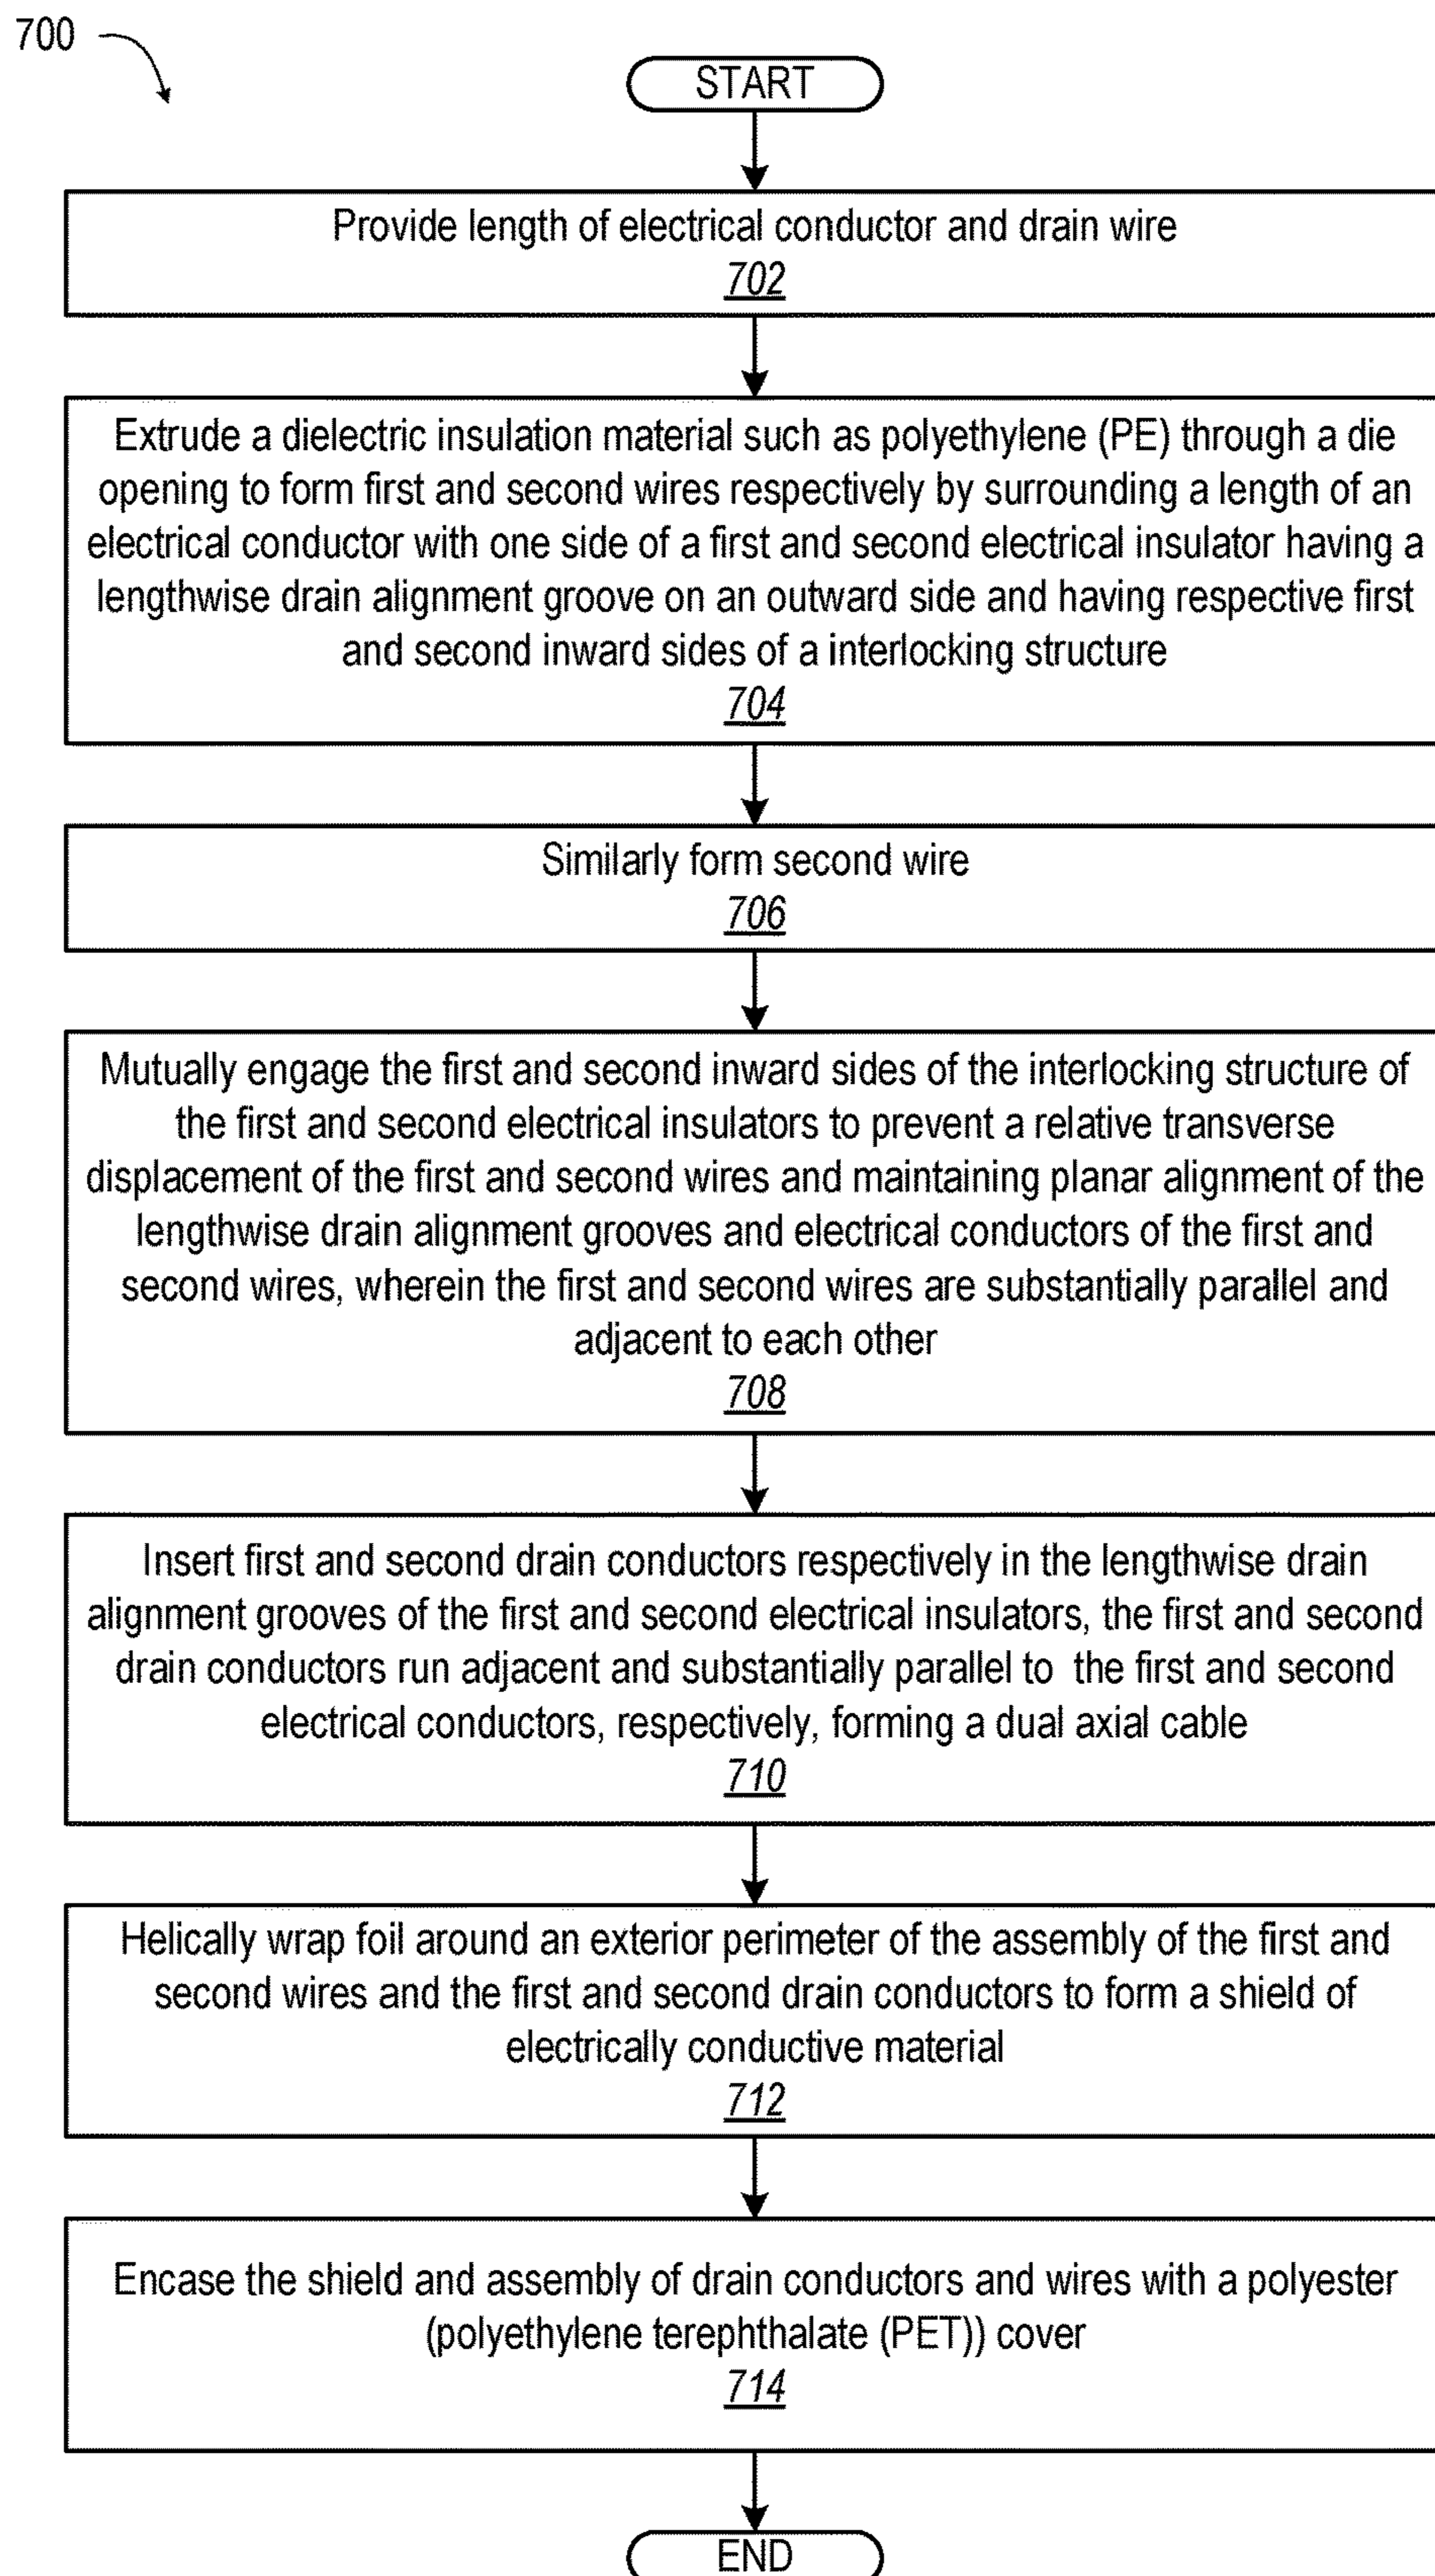 700
START
Provide length of electrical conductor and drain wire
702
Extrude a dielectric insulation material such as polyethylene (PE) through a die
opening to form first and second wires respectively by surrounding a length of an
electrical conductor with one side of a first and second electrical insulator having a
lengthwise drain alignment groove on an outward side and having respective first
and second inward sides of a interlocking structure
704
Similarly form second wire
706
Mutually engage the first and second inward sides of the interlocking structure of
the first and second electrical insulators to prevent a relative transverse
displacement of the first and second wires and maintaining planar alignment of the
lengthwise drain alignment grooves and electrical conductors of the first and
second wires, wherein the first and second wires are substantially parallel and
adjacent to each other
708
Insert first and second drain conductors respectively in the lengthwise drain
alignment grooves of the first and second electrical insulators, the first and second
drain conductors run adjacent and substantially parallel to the first and second
electrical conductors, respectively, forming a dual axial cable
710
Helically wrap foil around an exterior perimeter of the assembly of the first and
second wires and the first and second drain conductors to form a shield of
electrically conductive material
712
Encase the shield and assembly of drain conductors and wires with a polyester
(polyethylene terephthalate (PET)) cover
714
END